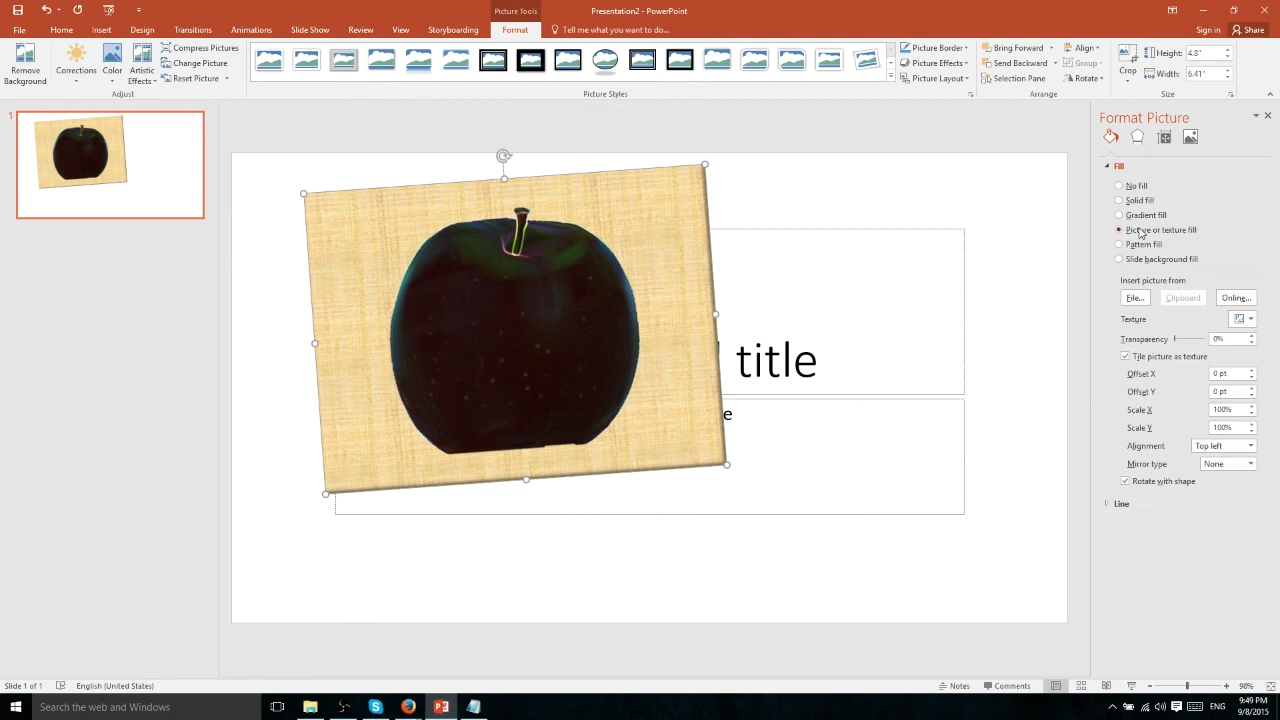 Picture Tools
Presentation2 - PowerPoint
File
Home
Insert
Design
Transitions
Animations
Slide Show
Review
View
Storyboarding
Format
Tell me what you want to do...
Sign in
Share
Remove Background
Corrections
Color
Artistic Effects
Compress Pictures
Change Picture
Reset Picture
Adjust
Picture Styles
Picture Border
Picture Effects
Picture Layout
Bring Forward
Send Backward
Selection Pane
Align
Group
Rotate
Arrange
Crop
Height: 4.8"
Width: 6.41"
Size
1
title
e
Format Picture
Fill
No fill
Solid fill
Gradient fill
Picture or texture fill
Pattern fill
Slide background fill
Insert picture from
File...
Clipboard
Online...
Texture
Transparency
0%
Tile picture as texture
Offset X
0 pt
Offset Y
0 pt
Scale X
100%
Scale Y
100%
Alignment
Top left
Mirror type
None
Rotate with shape
Line
Slide 1 of 1
English (United States)
Notes
Comments
98%
Search the web and Windows
ENG
9:49 PM
9/8/2015